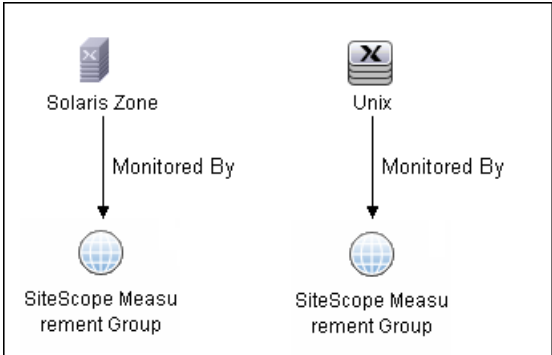 Solaris Zone
Unix
Monitored By
Monitored By
SiteScope Measu
rement Group
SiteScope Measu
rement Group